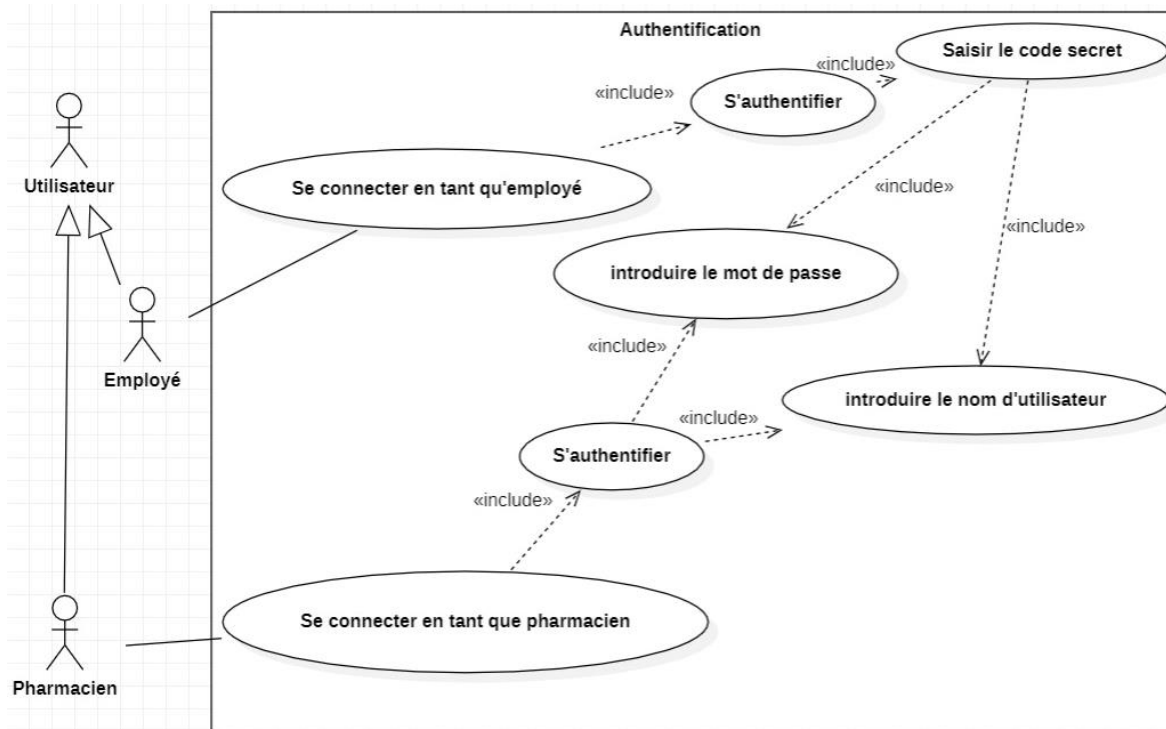 Authentification
Saisir le code secret
«include»
«include»
S'authentifier
Utilisateur
Se connecter en tant qu'employé
«include»
«include»
introduire le mot de passe
Employé
«include»
introduire le nom d'utilisateur
«include»
S'authentifier
«include»
Se connecter en tant que pharmacien
Pharmacien